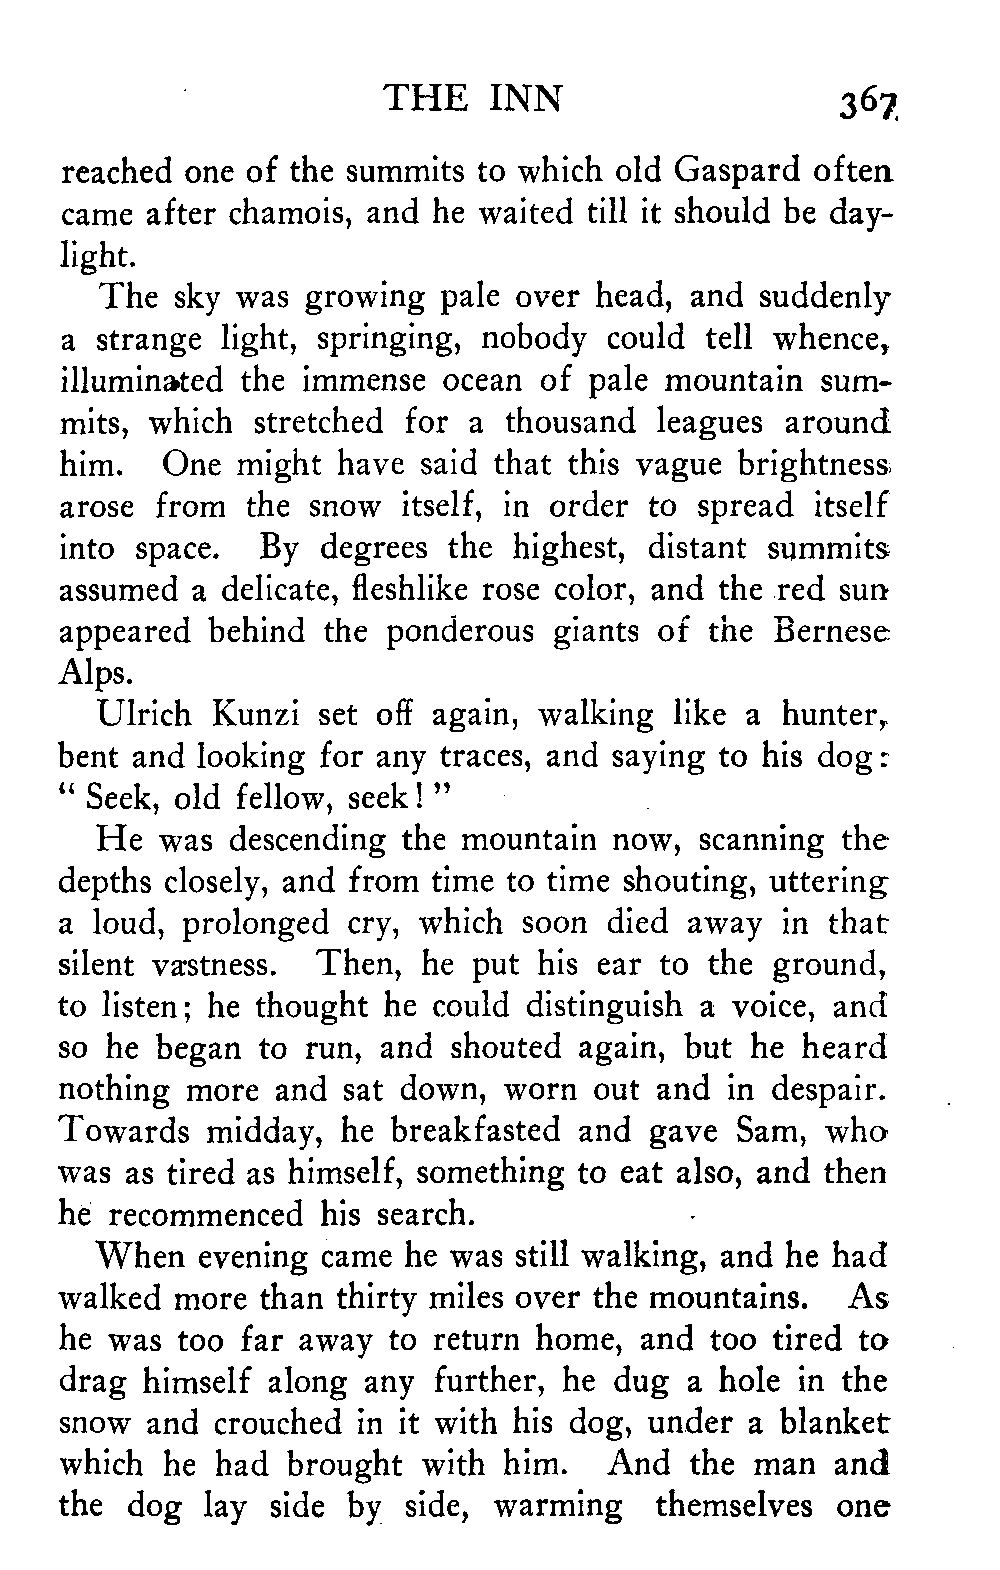 THE INN 367
reached one of the summits to which old Gaspard often
came after chamois, and he waited till it should be day-
light.
The sky was growing pale over head, and suddenly
a strange light, springing, nobody could tell whence,
illuminated the immense ocean of pale mountain sum-
mits, which stretched for a thousand leagues around
him. One might have said that this vague brightness
arose from the snow itself, in order to spread itself
into space. By degrees the highest, distant summits
assumed a delicate, fleshlike rose color, and the red sun
appeared behind the ponderous giants of the Bernese
Alps.
Ulrich Kunzi set off again, walking like a hunter,
bent and looking for any traces, and saying to his dog:
“ Seek, old fellow, seek! ”
He was descending the mountain now, scanning the
depths closely, and from time to time shouting, uttering
a loud, prolonged cry, which soon died away in that
silent vastness. Then, he put his ear to the ground,
to listen; he thought he could distinguish a voice, and
so he began to run, and shouted again, but he heard
nothing more and sat down, worn out and in despair.
Towards midday, he breakfasted and gave Sam, who
was as tired as himself, something to eat also, and then
he recommenced his search.
When evening came he was still walking, and he had
walked more than thirty miles over the mountains. As
he was too far away to return home, and too tired to
drag himself along any further, he dug a hole in the
snow and crouched in it with his dog, under a blanket
which he had brought with him. And the man and
the dog lay side by side, warming themselves one